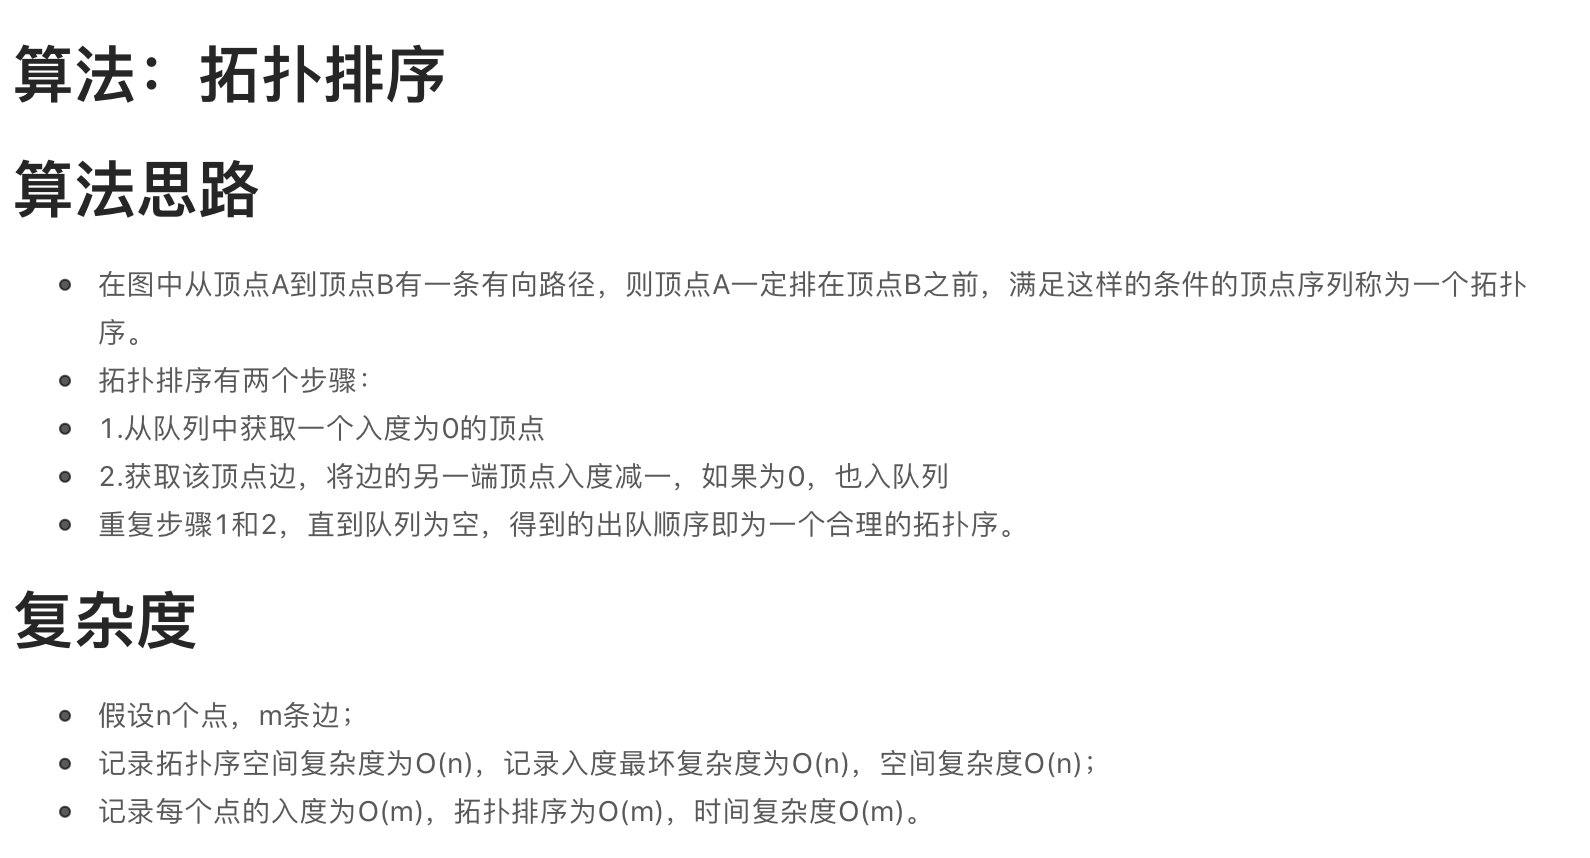 算法：拓扑排序
算法思路
在图中从顶点A到顶点B有一条有向路径，则顶点A一定排在顶点B之前，满足这样的条件的顶点序列称为一个拓扑
序。
拓扑排序有两个步骤：
1.从队列中获取一个入度为0的顶点
2.获取该顶点边，将边的另一端顶点入度减一，如果为0，也入队列
重复步骤1和2，直到队列为空，得到的出队顺序即为一个合理的拓扑序。
复杂度
假设n个点，m条边；
记录拓扑序空间复杂度为O(n)，记录入度最坏复杂度为O(n)，空间复杂度O(n)；
记录每个点的入度为O(m)，拓扑排序为O(m)，时间复杂度O(m)。